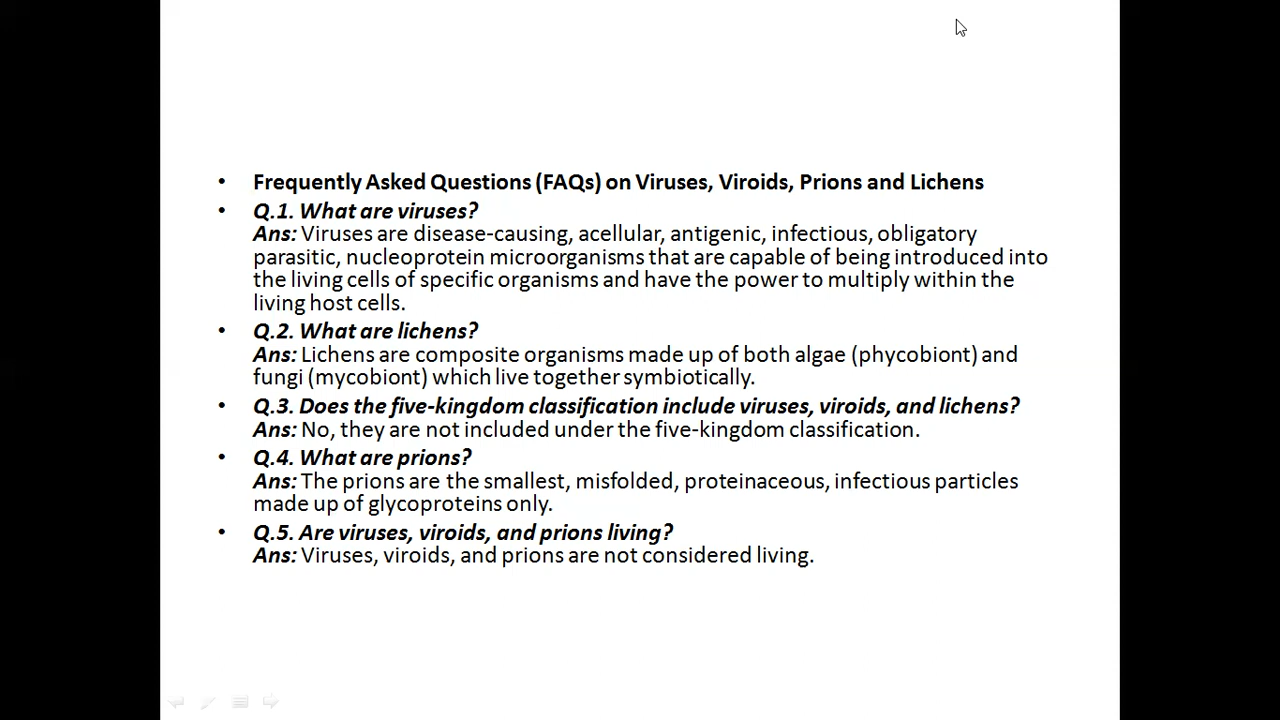 • Frequently Asked Questions (FAQs) on Viruses, Viroids, Prions and Lichens
• Q.1. What are viruses?
Ans: Viruses are disease-causing, acellular, antigenic, infectious, obligatory
parasitic, nucleoprotein microorganisms that are capable of being introduced into
the living cells of specific organisms and have the power to multiply within the
living host cells.
• Q.2. What are lichens?
Ans: Lichens are composite organisms made up of both algae (phycobiont) and
fungi (mycobiont) which live together symbiotically.
• Q.3. Does the five-kingdom classification include viruses, viroids, and lichens?
Ans: No, they are not included under the five-kingdom classification.
• Q.4. What are prions?
Ans: The prions are the smallest, misfolded, proteinaceous, infectious particles
made up of glycoproteins only.
• Q.5. Are viruses, viroids, and prions living?
Ans: Viruses, viroids, and prions are not considered living.